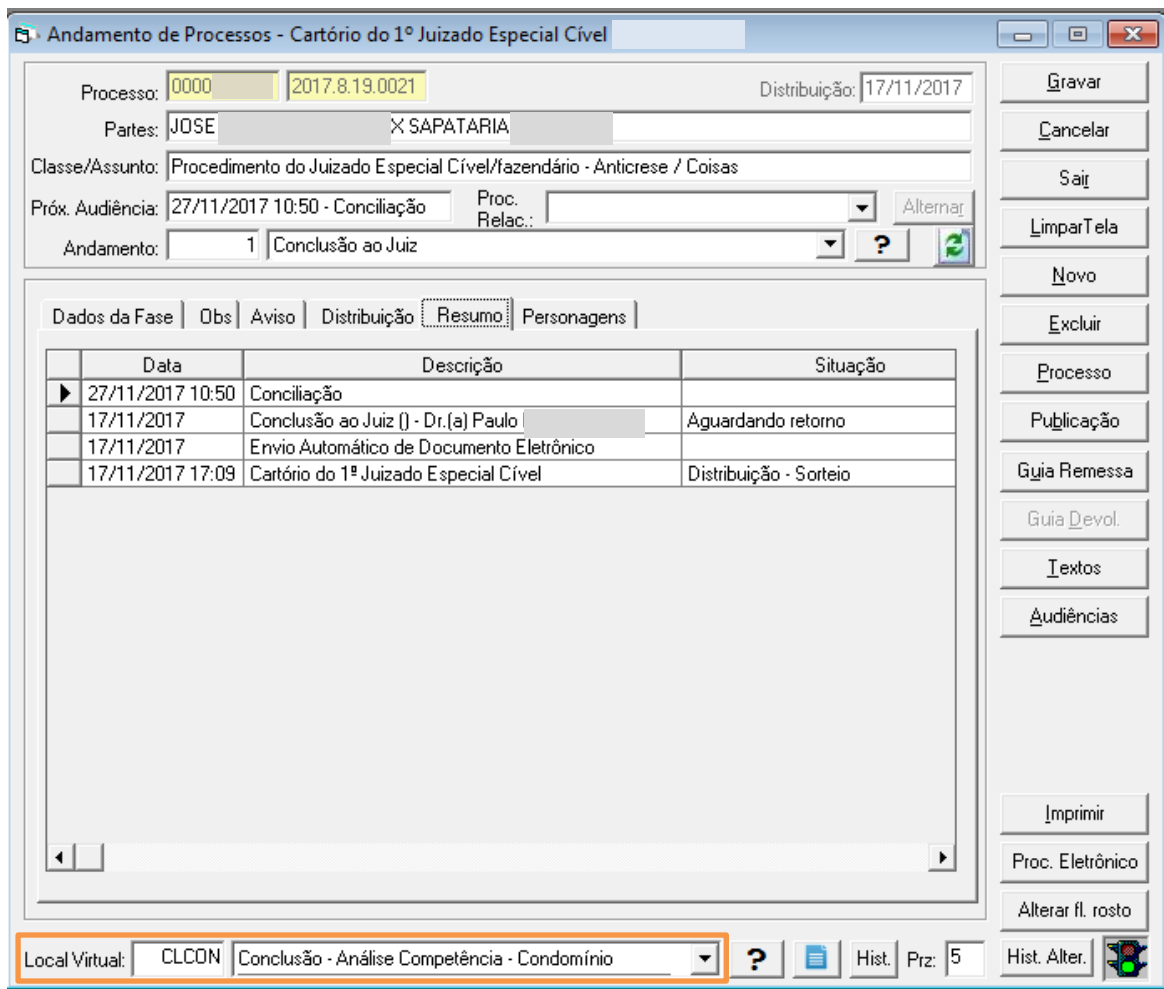 Andamento de Processos - Cartório do 1º Juizado Especial Cível
Processo: 0000 2017.8.19.0021 Distribuição: 17/11/2017 Gravar
Partes: JOSE X SAPATARIA Cancelar
Classe/Assunto: Procedimento do Juizado Especial Cível/fazendário - Anticrese / Coisas Sair
Próx. Audiência: 27/11/2017 10:50 - Conciliação Proc. Relac.: Alternar
Andamento: 1 Conclusão ao Juiz ? LimparTela
Novo
Dados da Fase Obs Aviso Distribuição Resumo Personagens Excluir
Data Descrição Situação Processo
27/11/2017 10:50 Conciliação
17/11/2017 Conclusão ao Juiz () - Dr.(a) Paulo Aguardando retorno Publicação
17/11/2017 Envio Automático de Documento Eletrônico
17/11/2017 17:09 Cartório do 1º Juizado Especial Cível Distribuição - Sorteio Guia Remessa
Guia Devol.
Textos
Audiências
Imprimir
Proc. Eletrônico
Alterar fl. rosto
Local Virtual: CLCON Conclusão - Análise Competência - Condomínio ? Hist. Prz: 5 Hist. Alter.